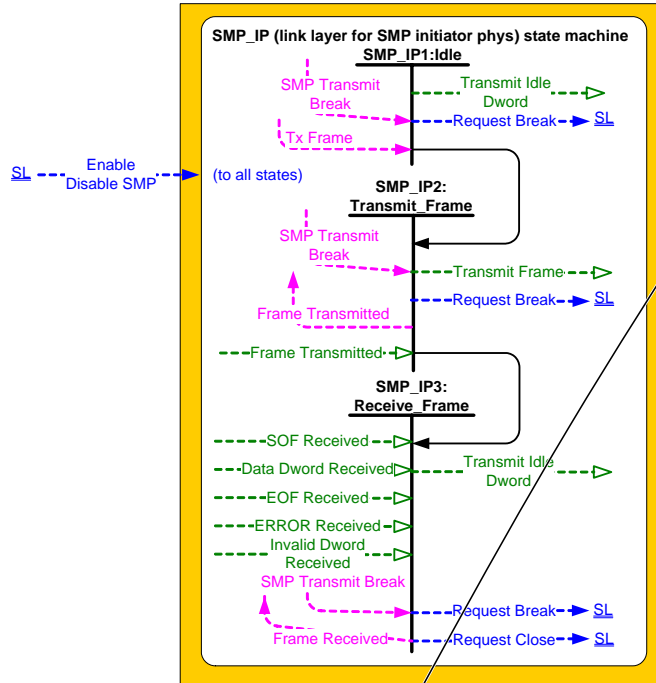 SMP_IP (link layer for SMP initiator phys) state machine
SMP_IP1:Idle
SMP Transmit
Break
Transmit Idle
Dword
Request Break
SL
Tx Frame
SL
Enable
Disable SMP
(to all states)
SMP_IP2:
Transmit_Frame
SMP Transmit
Break
Transmit Frame
Request Break
SL
Frame Transmitted
Frame Transmitted
SMP_IP3:
Receive_Frame
SOF Received
Data Dword Received
Transmit Idle
Dword
EOF Received
ERROR Received
Invalid Dword
Received
SMP Transmit Break
Request Break
SL
Frame Received
Request Close
SL